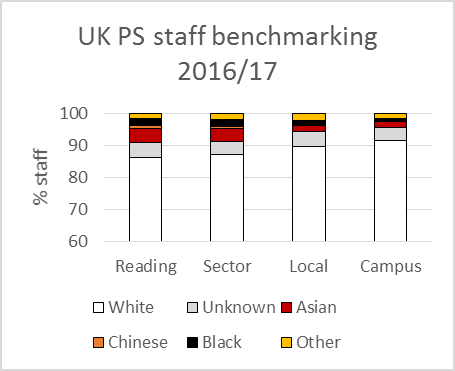 UK PS staff benchmarking
2016/17
100
90
80
70
60
% staff
Reading Sector Local Campus
White Unknown Asian
Chinese Black Other